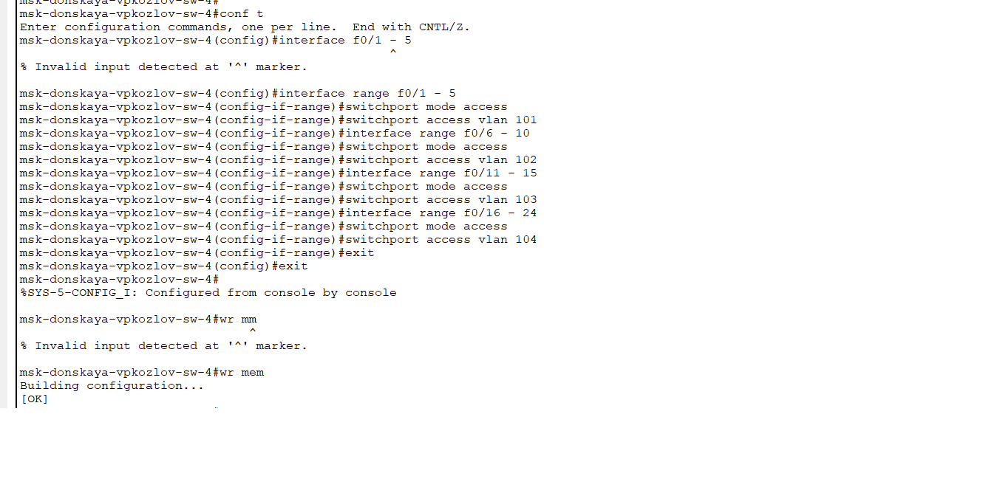 msk-donskaya-vpkozlov-sw-4#
msk-donskaya-vpkozlov-sw-4#conf t
Enter configuration commands, one per line.  End with CNTL/Z.
msk-donskaya-vpkozlov-sw-4(config)#interface f0/1 - 5
^
% Invalid input detected at '^' marker.
msk-donskaya-vpkozlov-sw-4(config)#interface range f0/1 - 5
msk-donskaya-vpkozlov-sw-4(config-if-range)#switchport mode access
msk-donskaya-vpkozlov-sw-4(config-if-range)#switchport access vlan 101
msk-donskaya-vpkozlov-sw-4(config-if-range)#interface range f0/6 - 10
msk-donskaya-vpkozlov-sw-4(config-if-range)#switchport mode access
msk-donskaya-vpkozlov-sw-4(config-if-range)#switchport access vlan 102
msk-donskaya-vpkozlov-sw-4(config-if-range)#interface range f0/11 - 15
msk-donskaya-vpkozlov-sw-4(config-if-range)#switchport mode access
msk-donskaya-vpkozlov-sw-4(config-if-range)#switchport access vlan 103
msk-donskaya-vpkozlov-sw-4(config-if-range)#interface range f0/16 - 24
msk-donskaya-vpkozlov-sw-4(config-if-range)#switchport mode access
msk-donskaya-vpkozlov-sw-4(config-if-range)#switchport access vlan 104
msk-donskaya-vpkozlov-sw-4(config-if-range)#exit
msk-donskaya-vpkozlov-sw-4(config)#exit
msk-donskaya-vpkozlov-sw-4#
%SYS-5-CONFIG_I: Configured from console by console
msk-donskaya-vpkozlov-sw-4#wr mm
^
% Invalid input detected at '^' marker.
msk-donskaya-vpkozlov-sw-4#wr mem
Building configuration...
[OK]